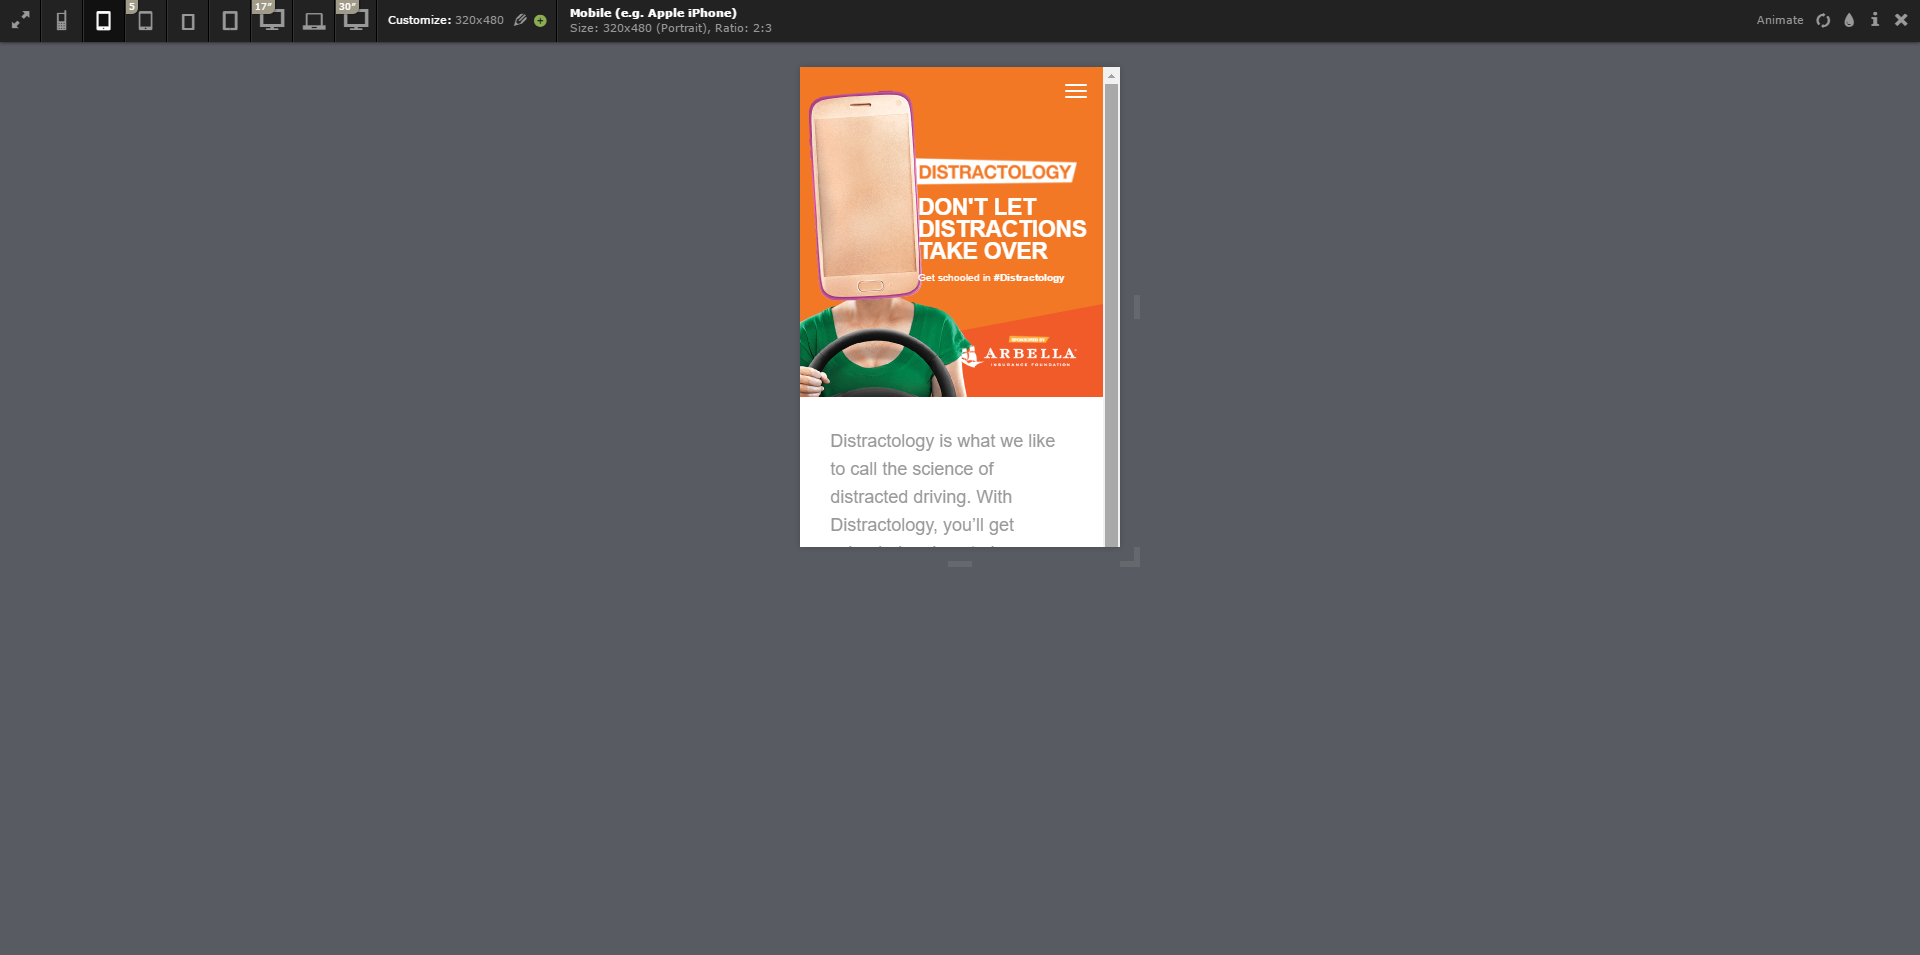 5
17"
30"
Customize: 320x480
Mobile (e.g. Apple iPhone)
Size: 320x480 (Portrait), Ratio: 2:3
Animate
DISTRACTOLOGY
DON'T LET
DISTRACTIONS
TAKE OVER
Get schooled in #Distractology
SPONSORED BY
ARBELLA
INSURANCE FOUNDATION
Distractology is what we like
to call the science of
distracted driving. With
Distractology, you’ll get